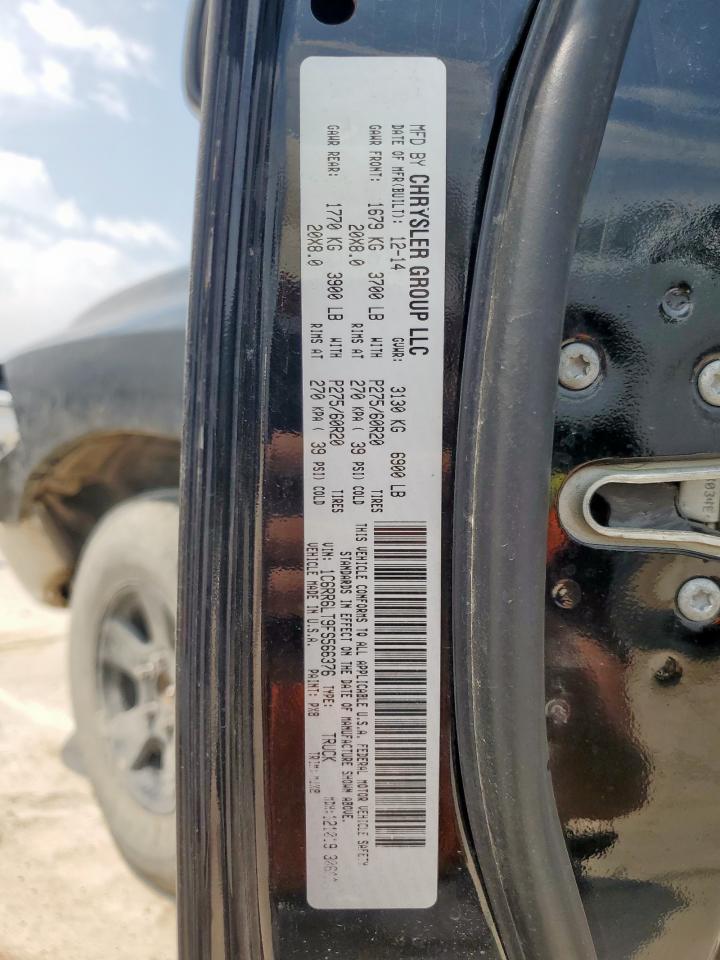 MFD BY CHRYSLER GROUP LLC
DATE OF MFR(BUILT): 12-14 GVWR: 3130 KG 6900 LB
GAWR FRONT: 1679 KG 3700 LB WITH P275/60R20 TIRES
20X8.0 RIMS AT 270 KPA ( 39 PSI) COLD
GAWR REAR: 1770 KG 3900 LB WITH P275/60R20 TIRES
20X8.0 RIMS AT 270 KPA ( 39 PSI) COLD
THIS VEHICLE CONFORMS TO ALL APPLICABLE U.S.A. FEDERAL MOTOR VEHICLE SAFETY
STANDARDS IN EFFECT ON THE DATE OF MANUFACTURE SHOWN ABOVE.
VIN: 1C6RR6LT9FS566376 TYPE: TRUCK
VEHICLE MADE IN U.S.A. PAINT: PX8 TRIM: